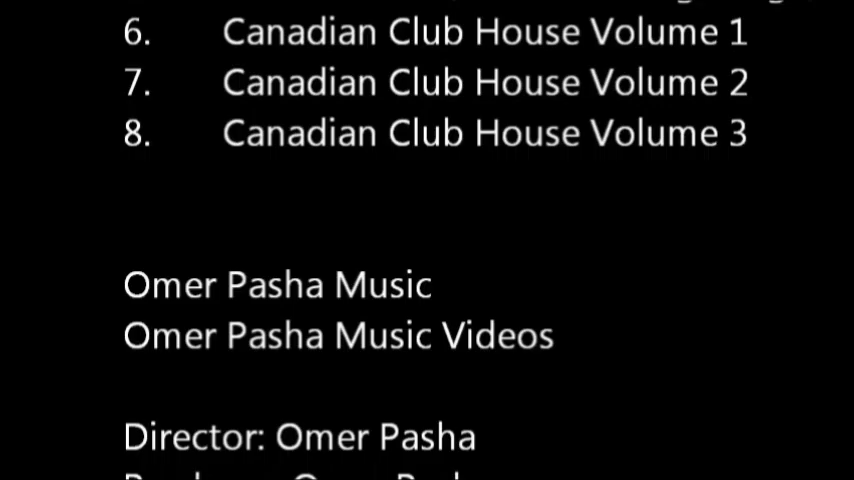 6. Canadian Club House Volume 1
7. Canadian Club House Volume 2
8. Canadian Club House Volume 3
Omer Pasha Music
Omer Pasha Music Videos
Director: Omer Pasha